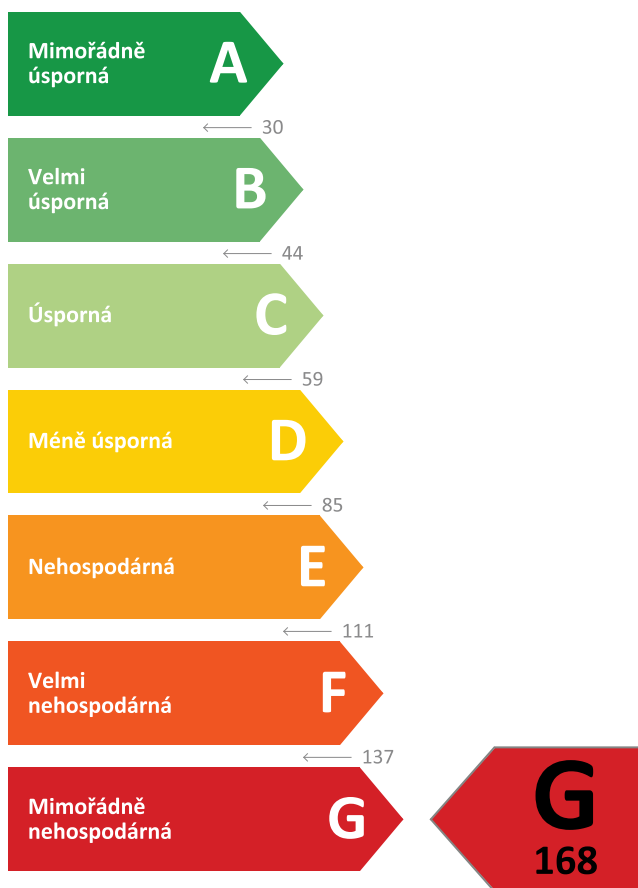 Mimořádně
úsporná
A
30
Velmi
úsporná
B
44
Úsporná
C
59
Méně úsporná
D
85
Nehospodárná
E
111
Velmi
nehospodárná
F
137
Mimořádně
nehospodárná
G
G
168